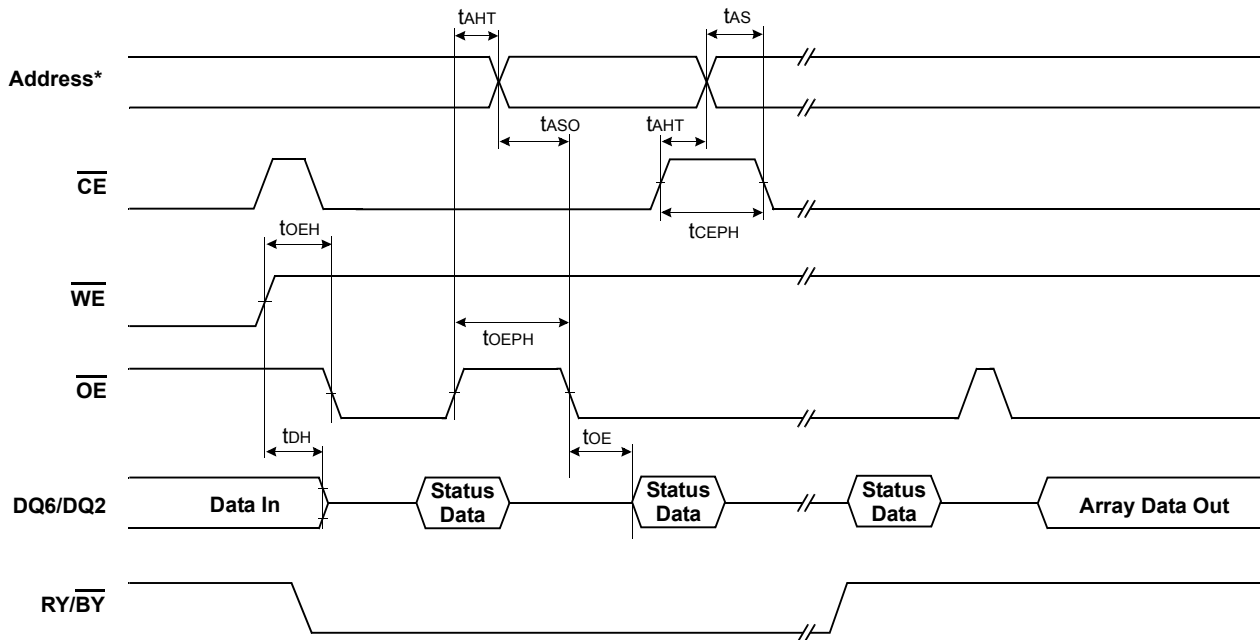 tAHT
tAS
Address*
tASO
tAHT
CE
tCEPH
tOEH
WE
tOEPH
OE
tDH
tOE
DQ6/DQ2
Data In
Status
Data
Status
Data
Status
Data
Array Data Out
RY/BY